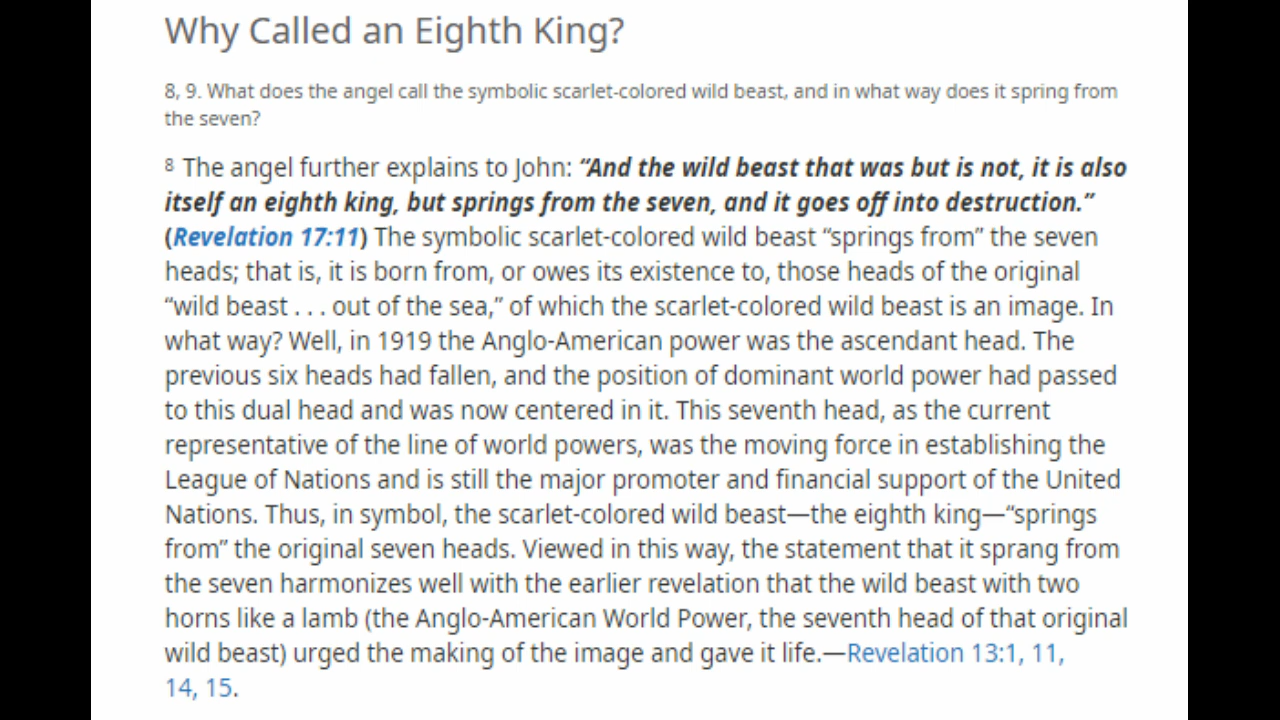 Why Called an Eighth King?
8, 9. What does the angel call the symbolic scarlet-colored wild beast, and in what way does it spring from
the seven?
8 The angel further explains to John: “And the wild beast that was but is not, it is also
itself an eighth king, but springs from the seven, and it goes off into destruction.”
(Revelation 17:11) The symbolic scarlet-colored wild beast “springs from” the seven
heads; that is, it is born from, or owes its existence to, those heads of the original
“wild beast . . . out of the sea,” of which the scarlet-colored wild beast is an image. In
what way? Well, in 1919 the Anglo-American power was the ascendant head. The
previous six heads had fallen, and the position of dominant world power had passed
to this dual head and was now centered in it. This seventh head, as the current
representative of the line of world powers, was the moving force in establishing the
League of Nations and is still the major promoter and financial support of the United
Nations. Thus, in symbol, the scarlet-colored wild beast—the eighth king—“springs
from” the original seven heads. Viewed in this way, the statement that it sprang from
the seven harmonizes well with the earlier revelation that the wild beast with two
horns like a lamb (the Anglo-American World Power, the seventh head of that original
wild beast) urged the making of the image and gave it life.—Revelation 13:1, 11,
14, 15.